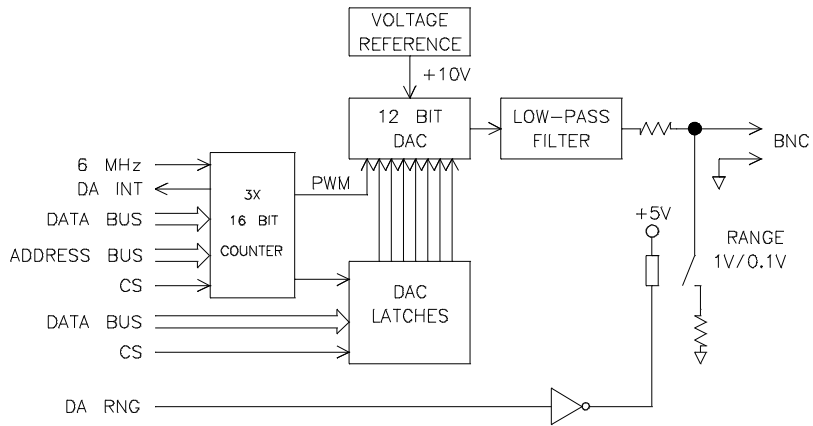 VOLTAGE
REFERENCE
+10V
12 BIT
DAC
LOW-PASS
FILTER
BNC
6 MHz
DA INT
DATA BUS
ADDRESS BUS
CS
3X
16 BIT
COUNTER
PWM
+5V
RANGE
1V/0.1V
DAC
LATCHES
DATA BUS
CS
DA RNG